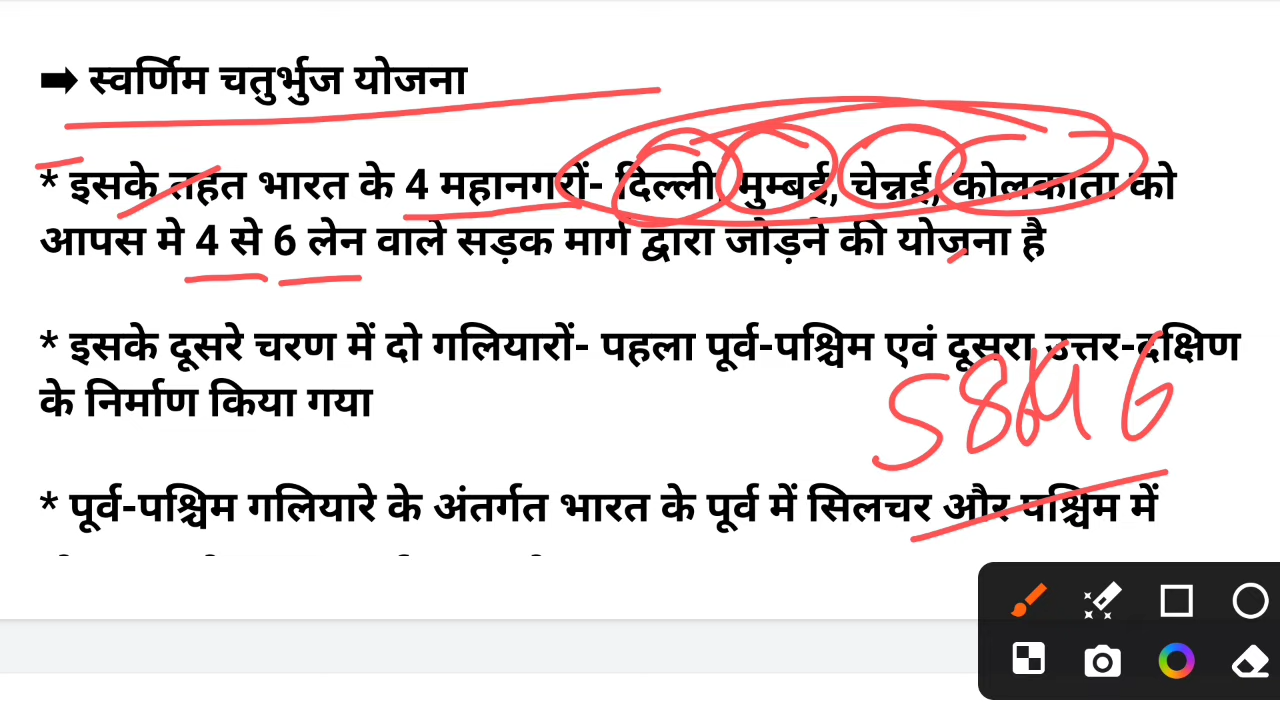 ➡ स्वर्णिम चतुर्भुज योजना
* इसके तहत भारत के 4 महानगरों- दिल्ली, मुम्बई, चेन्नई, कोलकाता को
आपस मे 4 से 6 लेन वाले सड़क मार्ग द्वारा जोड़ने की योजना है
* इसके दूसरे चरण में दो गलियारों- पहला पूर्व-पश्चिम एवं दूसरा उत्तर-दक्षिण
के निर्माण किया गया
5846
* पूर्व-पश्चिम गलियारे के अंतर्गत भारत के पूर्व में सिलचर और पश्चिम में